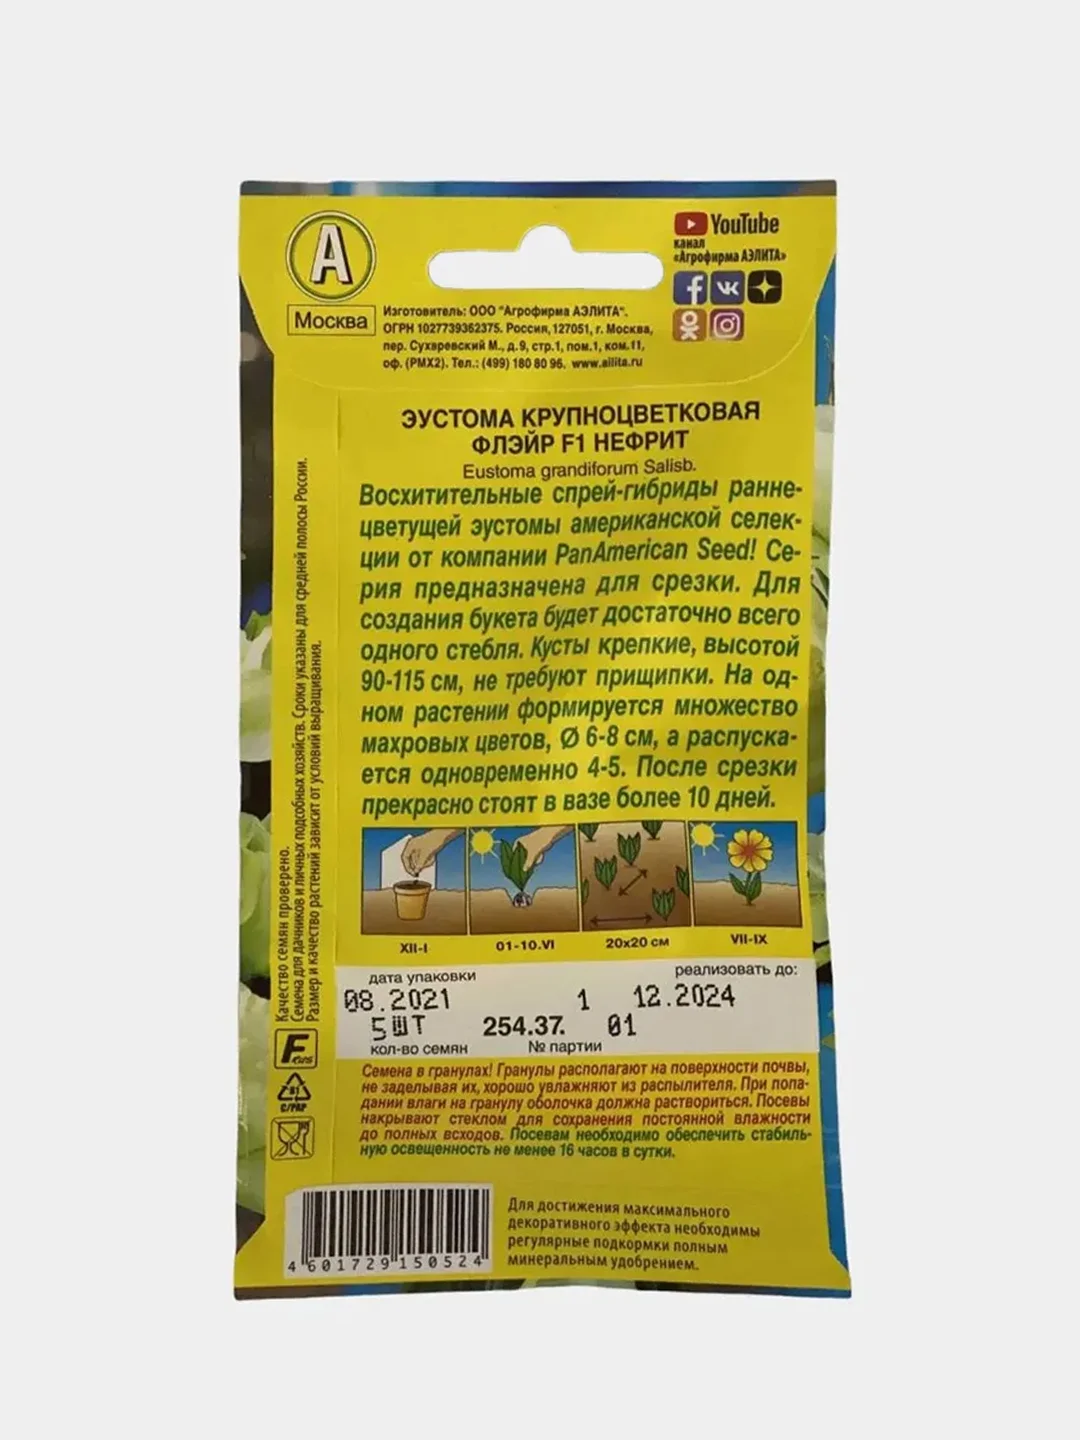 А
Москва
YouTube
канал
«Агрофирма АЭЛИТА»
Изготовитель: ООО "Агрофирма АЭЛИТА".
ОГРН 1027739362375. Россия, 127051, г. Москва,
пер. Сухаревский М., д.9, стр.1, пом.1, ком.11,
оф. (РМХ2). Тел.: (499) 180 80 96. www.ailita.ru
ЭУСТОМА КРУПНОЦВЕТКОВАЯ
ФЛЭЙР F1 НЕФРИТ
Eustoma grandiforum Salisb.
Восхитительные спрей-гибриды ранне-
цветущей эустомы американской селек-
ции от компании PanAmerican Seed! Се-
рия предназначена для срезки. Для
создания букета будет достаточно всего
одного стебля. Кусты крепкие, высотой
90-115 см, не требуют прищипки. На од-
ном растении формируется множество
махровых цветов, Ø 6-8 см, а распуска-
ется одновременно 4-5. После срезки
прекрасно стоят в вазе более 10 дней.
XII-I
01-10.VI
20х20 см
VII-IX
дата упаковки
реализовать до:
08.2021 1 12.2024
5ШТ 254.37. 01
кол-во семян № партии
Семена в гранулах! Гранулы располагают на поверхности почвы,
не заделывая их, хорошо увлажняют из распылителя. При попа-
дании влаги на гранулу оболочка должна раствориться. Посевы
накрывают стеклом для сохранения постоянной влажности
до полных всходов. Посевам необходимо обеспечить стабиль-
ную освещенность не менее 16 часов в сутки.
Качество семян проверено.
Семена для дачников и личных подсобных хозяйств. Сроки указаны для средней полосы России.
Размер и качество растений зависит от условий выращивания.
81
C/PAP
4 601729 150524
Для достижения максимального
декоративного эффекта необходимы
регулярные подкормки полным
минеральным удобрением.